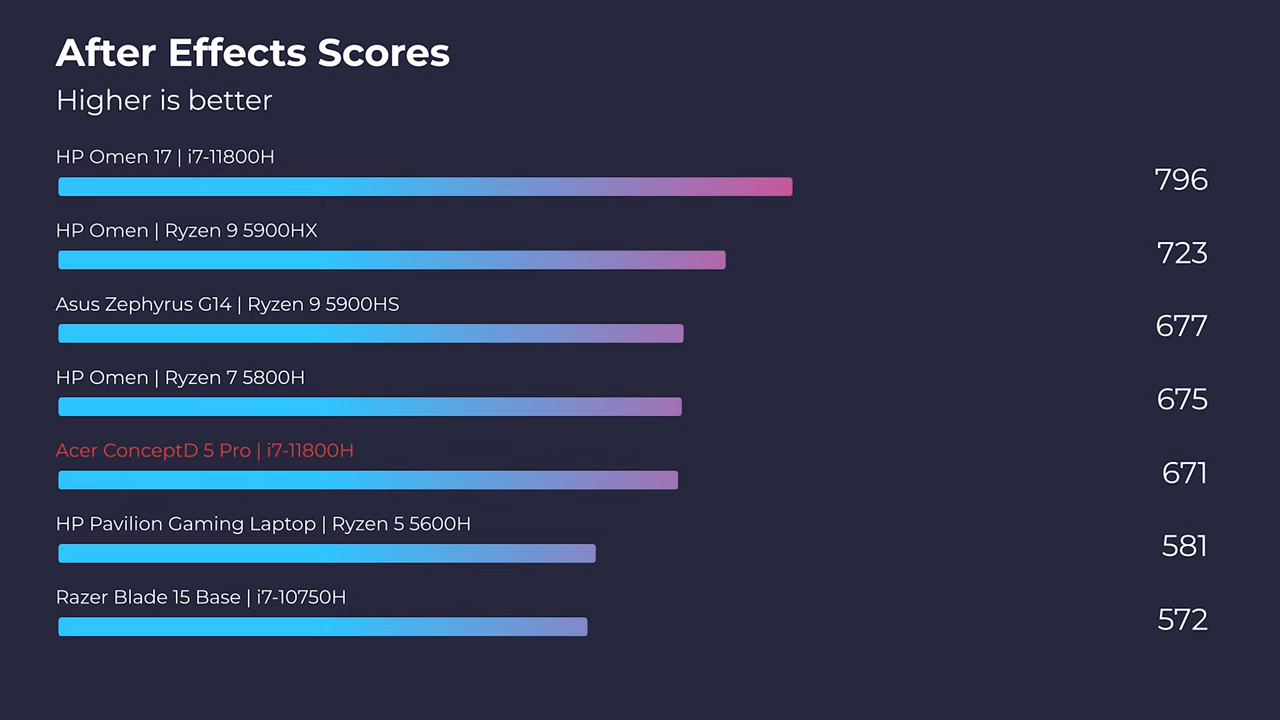 After Effects Scores
Higher is better
HP Omen 17 | i7-11800H
796
HP Omen | Ryzen 9 5900HX
723
Asus Zephyrus G14 | Ryzen 9 5900HS
677
HP Omen | Ryzen 7 5800H
675
Acer ConceptD 5 Pro | i7-11800H
671
HP Pavilion Gaming Laptop | Ryzen 5 5600H
581
Razer Blade 15 Base | i7-10750H
572